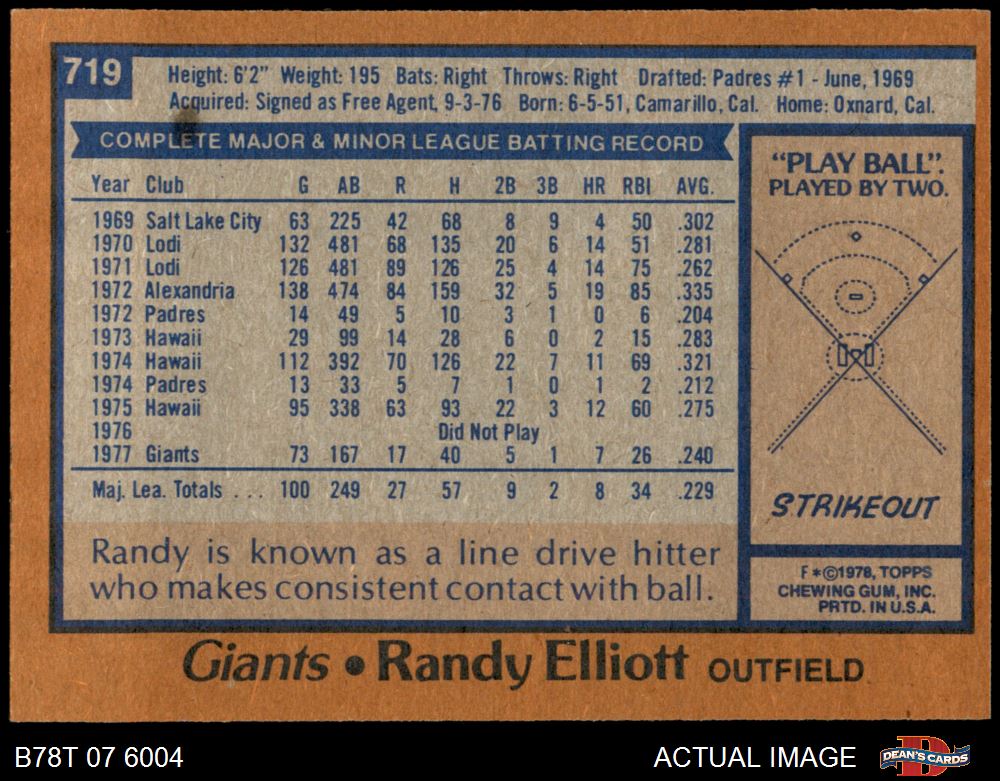 719
Height: 6'2" Weight: 195 Bats: Right Throws: Right Drafted: Padres #1 - June, 1969
Acquired: Signed as Free Agent, 9-3-76 Born: 6-5-51, Camarillo, Cal. Home: Oxnard, Cal.
COMPLETE MAJOR & MINOR LEAGUE BATTING RECORD
Year Club G AB R H 2B 3B HR RBI AVG.
1969 Salt Lake City 63 225 42 68 8 9 4 50 .302
1970 Lodi 132 481 68 135 20 6 14 51 .281
1971 Lodi 126 481 89 126 25 4 14 75 .262
1972 Alexandria 138 474 84 159 32 5 19 85 .335
1972 Padres 14 49 5 10 3 1 0 6 .204
1973 Hawaii 29 99 14 28 6 0 2 15 .283
1974 Hawaii 112 392 70 126 22 7 11 69 .321
1974 Padres 13 33 5 7 1 0 1 2 .212
1975 Hawaii 95 338 63 93 22 3 12 60 .275
1976 Did Not Play
1977 Giants 73 167 17 40 5 1 7 26 .240
Maj. Lea. Totals . . . 100 249 27 57 9 2 8 34 .229
Randy is known as a line drive hitter
who makes consistent contact with ball.
"PLAY BALL".
PLAYED BY TWO.
STRIKEOUT
F*©1978, TOPPS
CHEWING GUM, INC.
PRTD. IN U.S.A.
Giants • Randy Elliott OUTFIELD
B78T 07 6004
ACTUAL IMAGE
D
DEAN'S CARDS